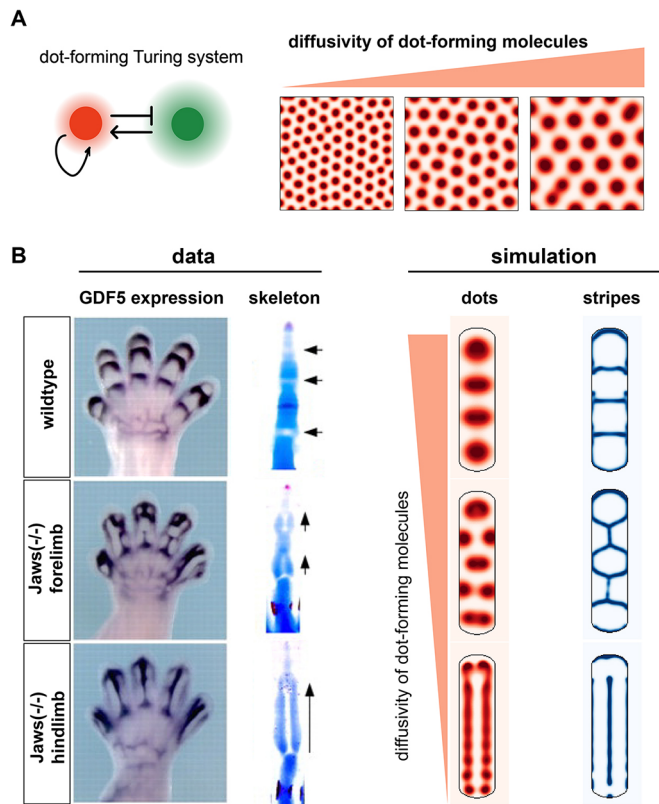 A
dot-forming Turing system
diffusivity of dot-forming molecules
B
data
simulation
GDF5 expression
skeleton
dots
stripes
wildtype
Jaws(-/-)
forelimb
Jaws(-/-)
hindlimb
diffusivity of dot-forming molecules